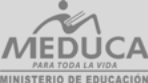 MEDUCA
PARA TODA LA VIDA
MINISTERIO DE EDUCACIÓN